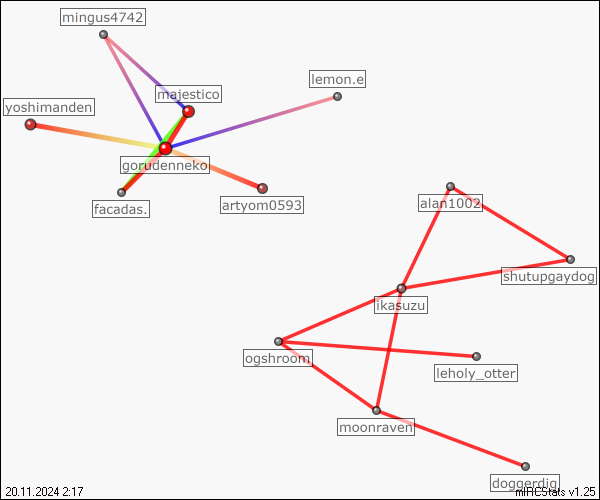 mingus4742
lemon.e
majestico
yoshimanden
gorudenneko
facadas.
artyom0593
alan1002
shutupgaydog
ikasuzu
ogshroom
leholy_otter
moonraven
doggerdig
20.11.2024 2:17
mIRCStats v1.25